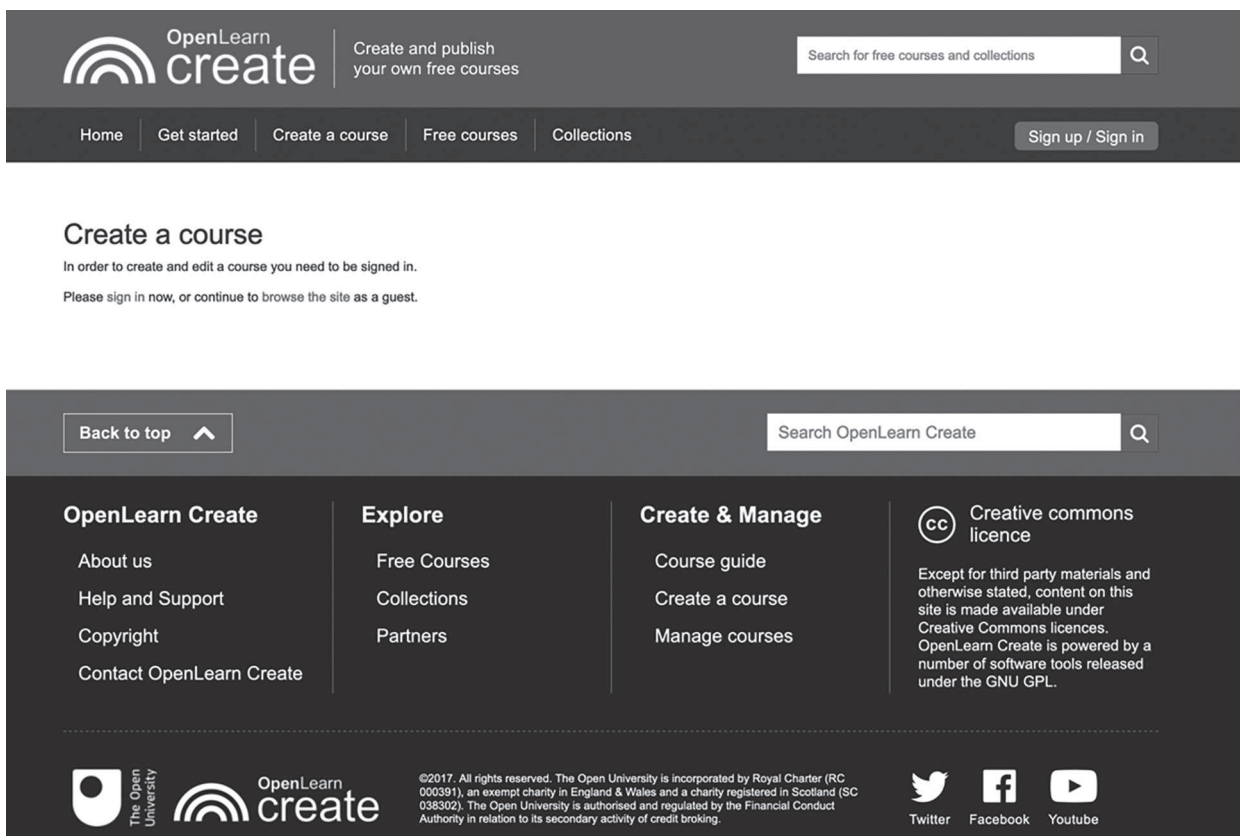 OpenLearn
create
Create and publish
your own free courses
Search for free courses and collections
Home
Get started
Create a course
Free courses
Collections
Sign up / Sign in
Create a course
In order to create and edit a course you need to be signed in.
Please sign in now, or continue to browse the site as a guest.
Back to top
Search OpenLearn Create
OpenLearn Create
About us
Help and Support
Copyright
Contact OpenLearn Create
Explore
Free Courses
Collections
Partners
Create & Manage
Course guide
Create a course
Manage courses
cc
Creative commons
licence
Except for third party materials and
otherwise stated, content on this
site is made available under
Creative Commons licences.
OpenLearn Create is powered by a
number of software tools released
under the GNU GPL.
The Open
University
OpenLearn
create
©2017. All rights reserved. The Open University is incorporated by Royal Charter (RC
000391), an exempt charity in England & Wales and a charity registered in Scotland (SC
038302). The Open University is authorised and regulated by the Financial Conduct
Authority in relation to its secondary activity of credit broking.
Twitter
Facebook
Youtube